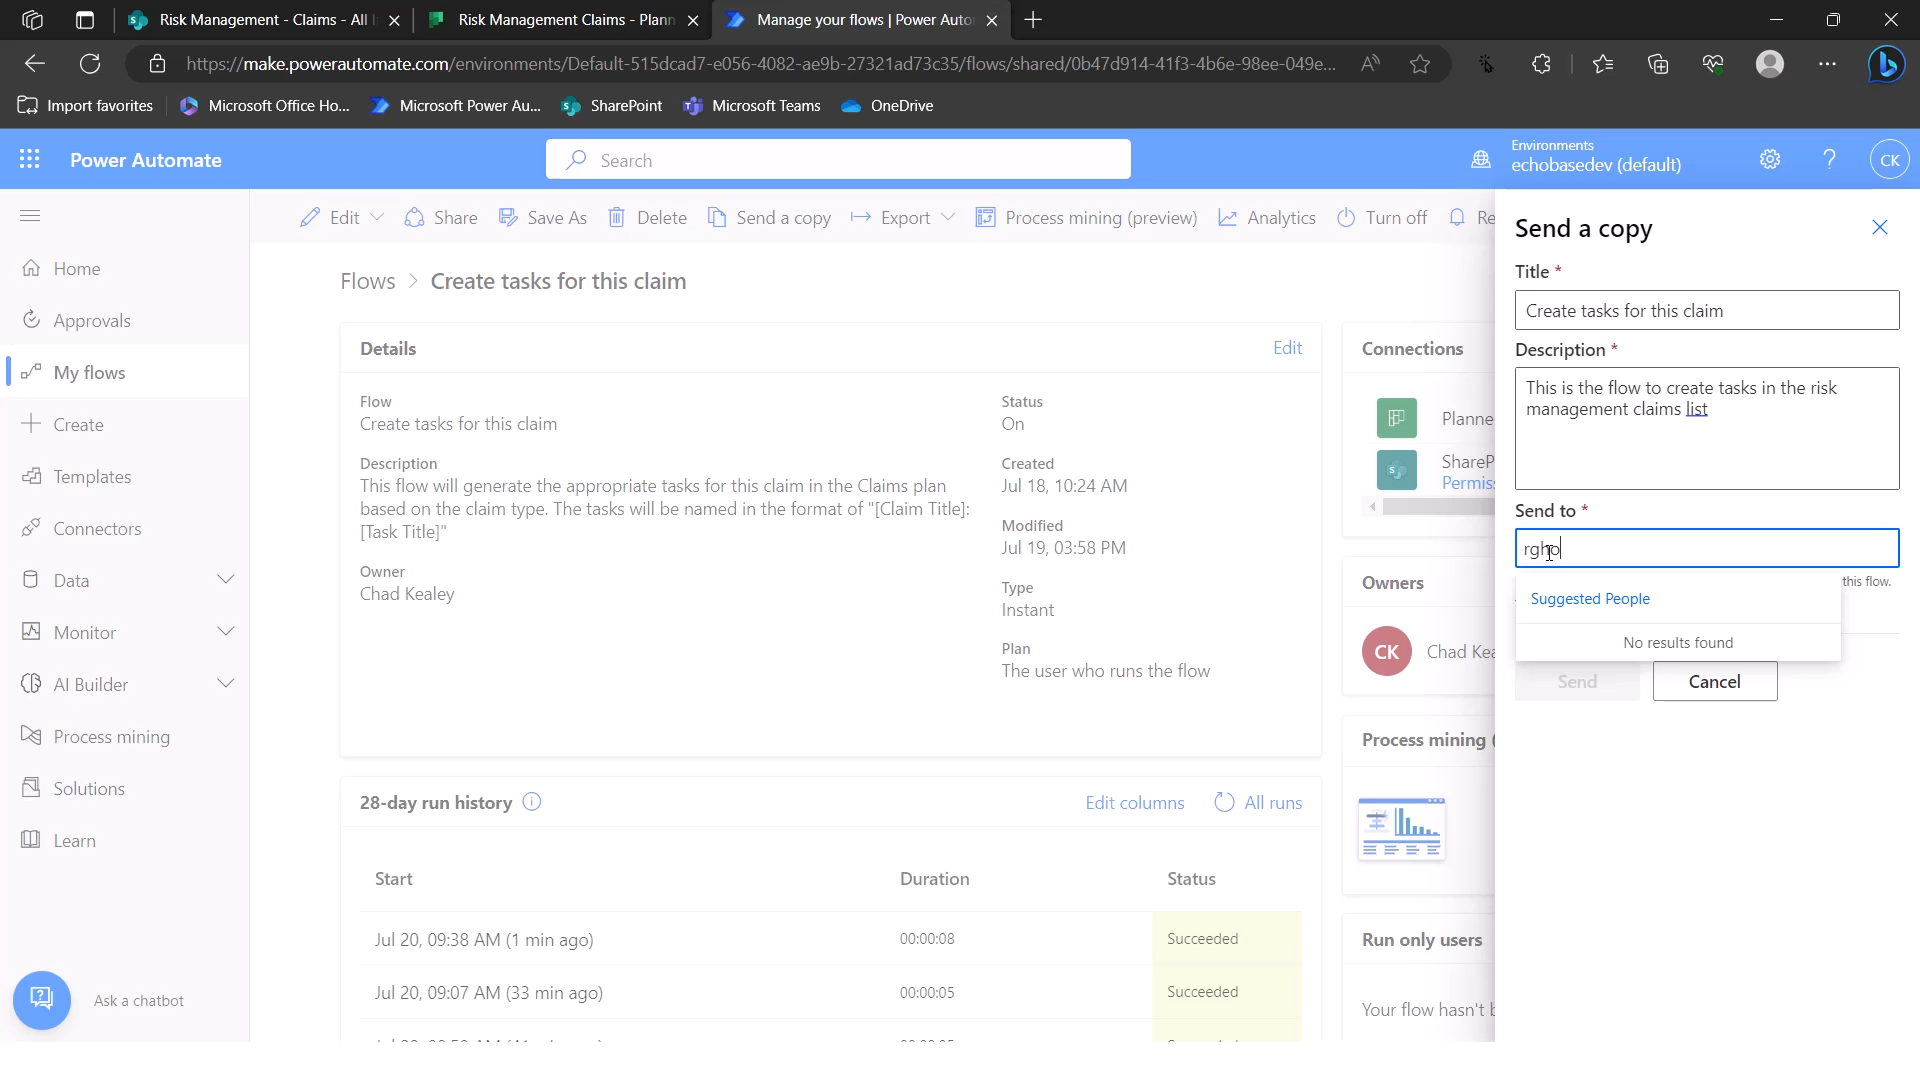 Risk Management - Claims - All
Risk Management Claims - Plann
Manage your flows | Power Auto
https://make.powerautomate.com/environments/Default-515dcad7-e056-4082-ae9b-27321ad73c35/flows/shared/0b47d914-41f3-4b6e-98ee-049e...
Import favorites
Microsoft Office Ho...
Microsoft Power Au...
SharePoint
Microsoft Teams
OneDrive
Power Automate
Search
Environments
echobasedev (default)
CK
Edit
Share
Save As
Delete
Send a copy
Export
Process mining (preview)
Analytics
Turn off
Re
Home
Approvals
My flows
Create
Templates
Connectors
Data
Monitor
AI Builder
Process mining
Solutions
Learn
Ask a chatbot
Flows > Create tasks for this claim
Details
Edit
Flow
Create tasks for this claim
Description
This flow will generate the appropriate tasks for this claim in the Claims plan
based on the claim type. The tasks will be named in the format of "[Claim Title]:
[Task Title]"
Owner
Chad Kealey
Status
On
Created
Jul 18, 10:24 AM
Modified
Jul 19, 03:58 PM
Type
Instant
Plan
The user who runs the flow
28-day run history
Edit columns
All runs
Start Duration Status
Jul 20, 09:38 AM (1 min ago) 00:00:08 Succeeded
Jul 20, 09:07 AM (33 min ago) 00:00:05 Succeeded
Connections
Planne
ShareP
Permis
Owners
CK
Chad Kea
Process mining (
Run only users
Your flow hasn't b
Send a copy
Title *
Create tasks for this claim
Description *
This is the flow to create tasks in the risk
management claims list
Send to *
rgho
this flow.
Suggested People
No results found
Send
Cancel